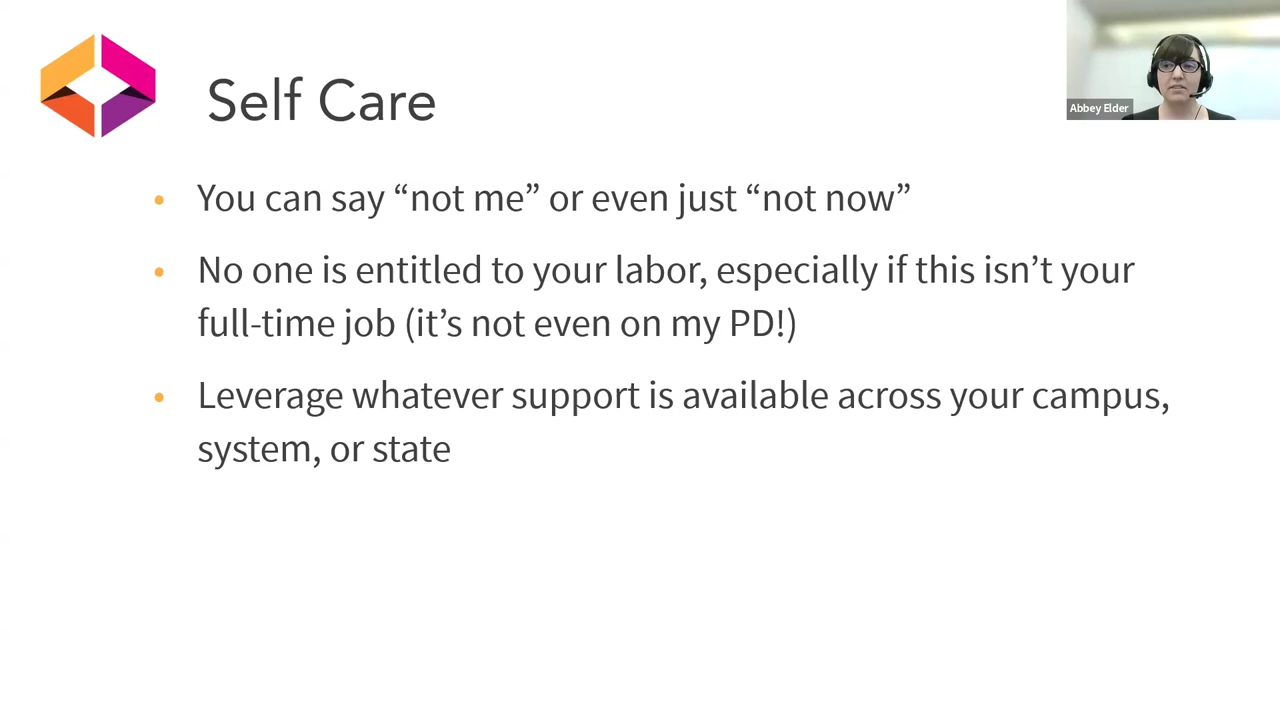 Self Care
Abbey Elder
• You can say “not me” or even just “not now”
• No one is entitled to your labor, especially if this isn’t your
full-time job (it’s not even on my PD!)
• Leverage whatever support is available across your campus,
system, or state